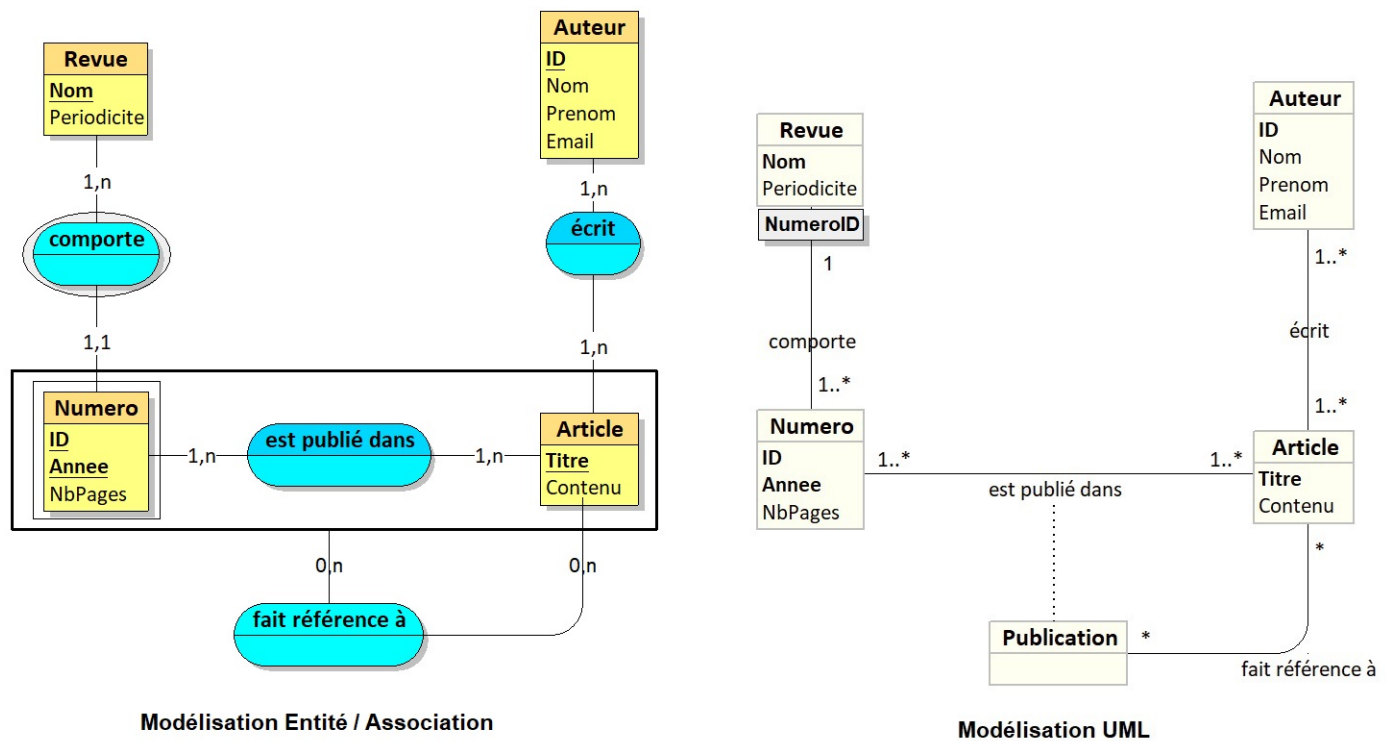 Revue
Nom
Periodicite
1,n
comporte
1,1
Auteur
ID
Nom
Prenom
Email
1,n
écrit
1,n
Numero
ID
Annee
NbPages
1,n
est publié dans
1,n
Article
Titre
Contenu
0,n
0,n
fait référence à
Modélisation Entité / Association
Revue
Nom
Periodicite
NumeroID
1
comporte
1..*
Auteur
ID
Nom
Prenom
Email
1..*
écrit
1..*
Numero
ID
Annee
NbPages
1..*
est publié dans
1..*
Article
Titre
Contenu
*
Publication
*
fait référence à
Modélisation UML